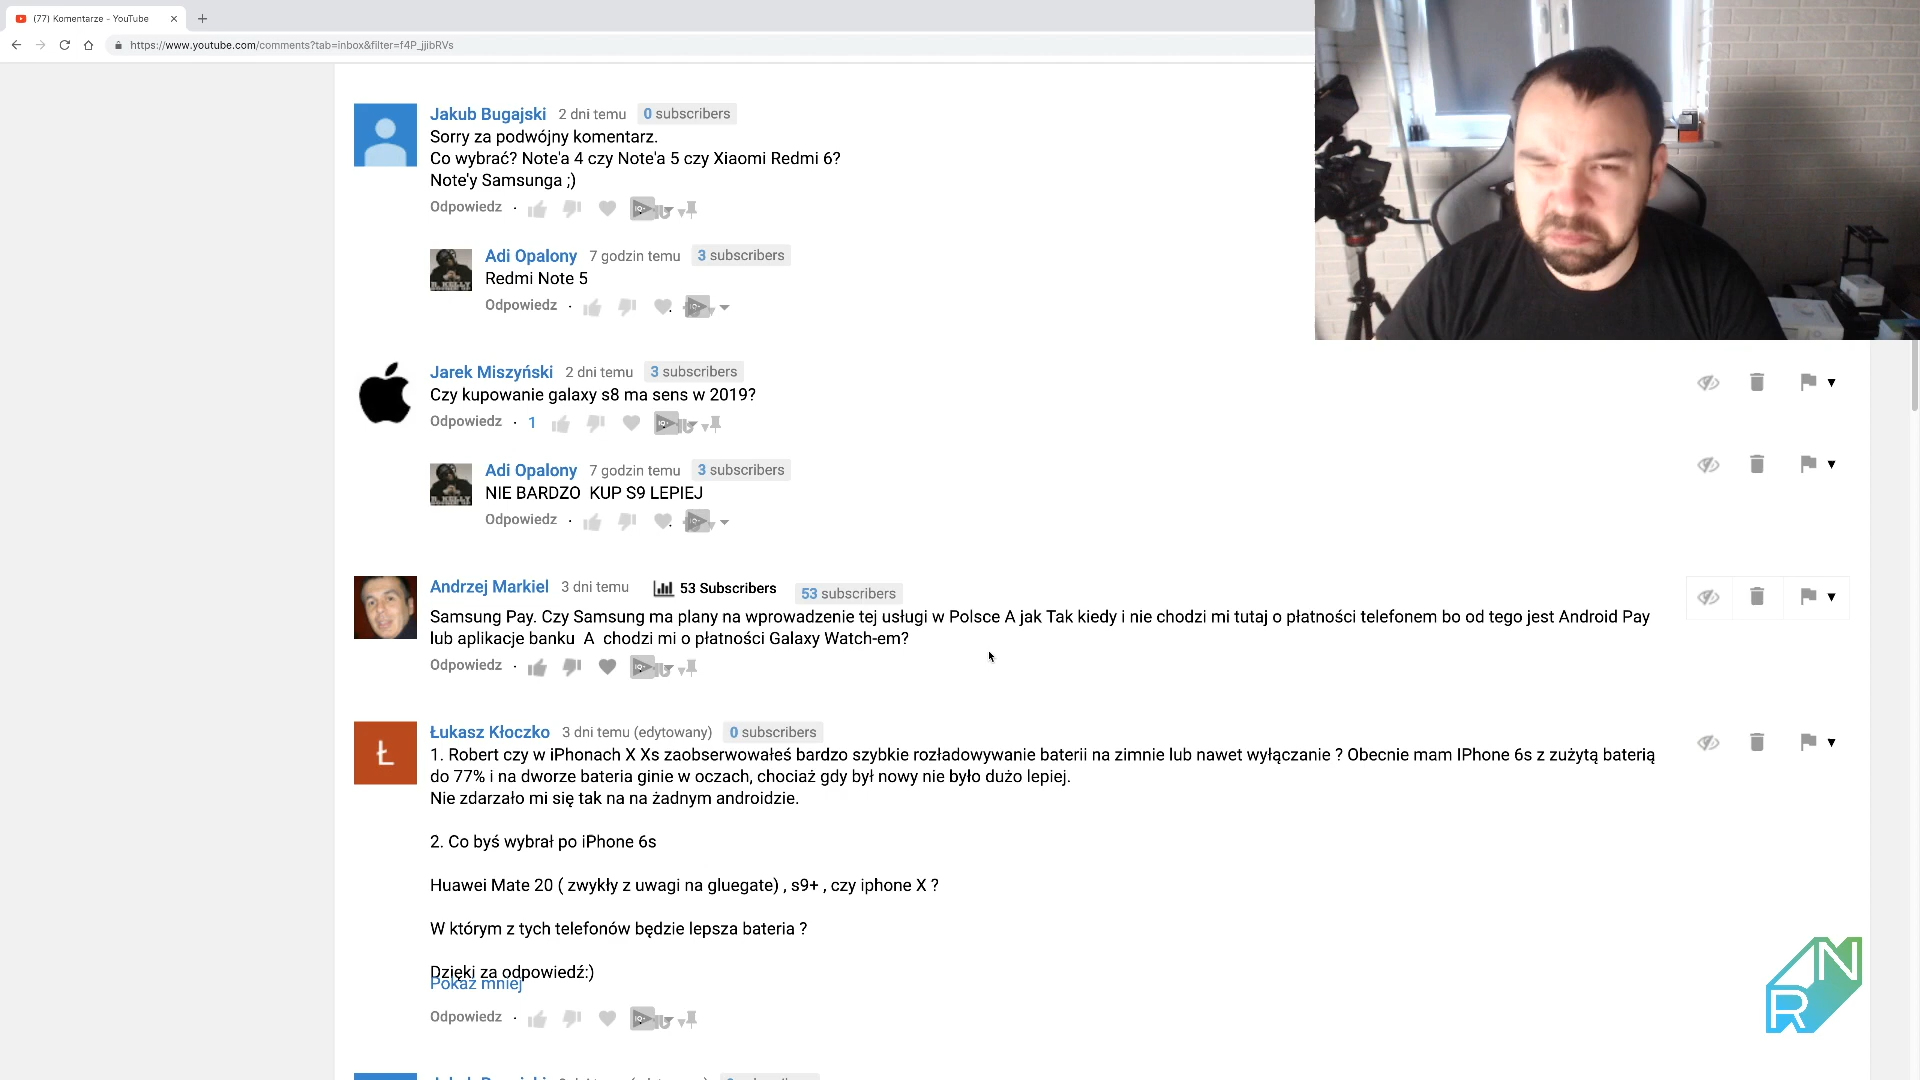 (77) Komentarze - YouTube
https://www.youtube.com/comments?tab=inbox&filter=f4P_jjibRVs
Jakub Bugajski 2 dni temu 0 subscribers
Sorry za podwójny komentarz.
Co wybrać? Note'a 4 czy Note'a 5 czy Xiaomi Redmi 6?
Note'y Samsunga ;)
Odpowiedz
Adi Opalony 7 godzin temu 3 subscribers
Redmi Note 5
Odpowiedz
Jarek Miszyński 2 dni temu 3 subscribers
Czy kupowanie galaxy s8 ma sens w 2019?
Odpowiedz · 1
Adi Opalony 7 godzin temu 3 subscribers
NIE BARDZO KUP S9 LEPIEJ
Odpowiedz
Andrzej Markiel 3 dni temu 53 Subscribers 53 subscribers
Samsung Pay. Czy Samsung ma plany na wprowadzenie tej usługi w Polsce A jak Tak kiedy i nie chodzi mi tutaj o płatności telefonem bo od tego jest Android Pay
lub aplikacje banku A chodzi mi o płatności Galaxy Watch-em?
Odpowiedz
Łukasz Kłoczko 3 dni temu (edytowany) 0 subscribers
Ł
1. Robert czy w iPhonach X Xs zaobserwowałeś bardzo szybkie rozładowywanie baterii na zimnie lub nawet wyłączanie ? Obecnie mam IPhone 6s z zużytą baterią
do 77% i na dworze bateria ginie w oczach, chociaż gdy był nowy nie było dużo lepiej.
Nie zdarzało mi się tak na na żadnym androidzie.
2. Co byś wybrał po iPhone 6s
Huawei Mate 20 ( zwykły z uwagi na gluegate) , s9+ , czy iphone X ?
W którym z tych telefonów będzie lepsza bateria ?
Dzięki za odpowiedź:)
Pokaż mniej
Odpowiedz
RN